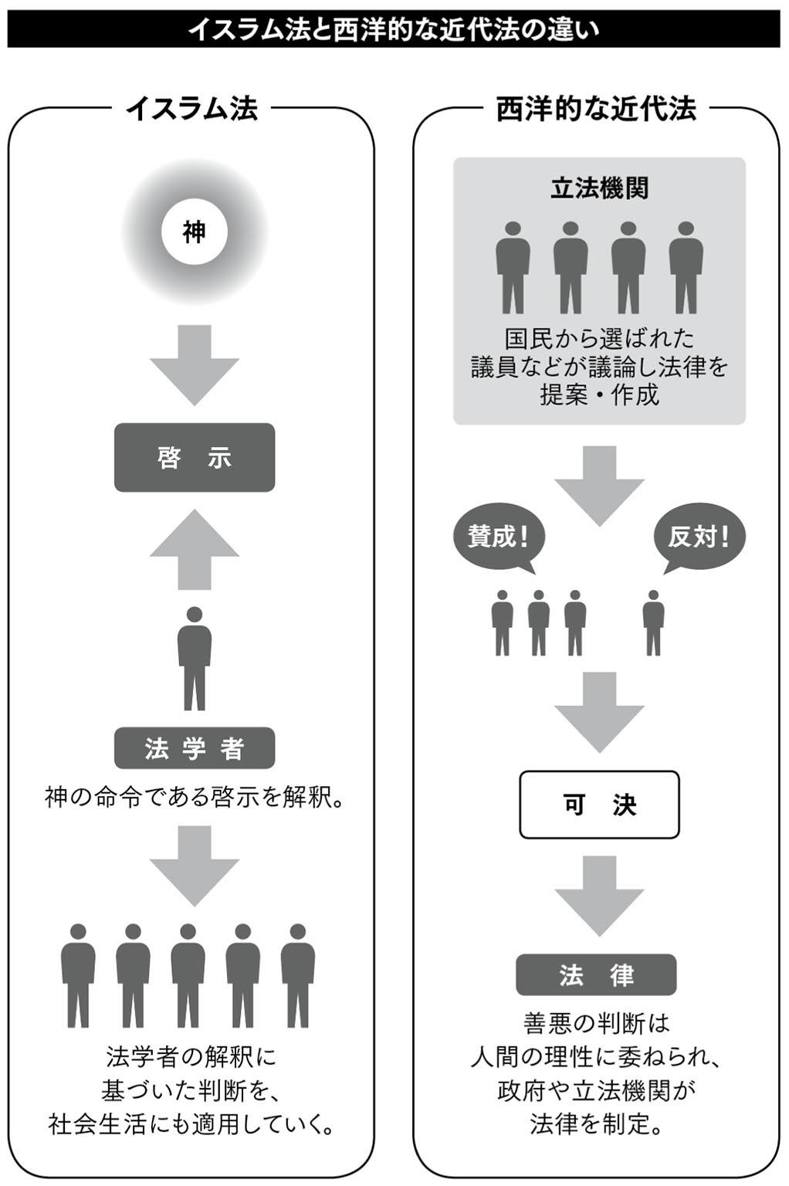 イスラム法と西洋的な近代法の違い
イスラム法
神
啓示
法学者
神の命令である啓示を解釈。
法学者の解釈に
基づいた判断を、
社会生活にも適用していく。
西洋的な近代法
立法機関
国民から選ばれた
議員などが議論し法律を
提案・作成
賛成！
反対！
可決
法律
善悪の判断は
人間の理性に委ねられ、
政府や立法機関が
法律を制定。